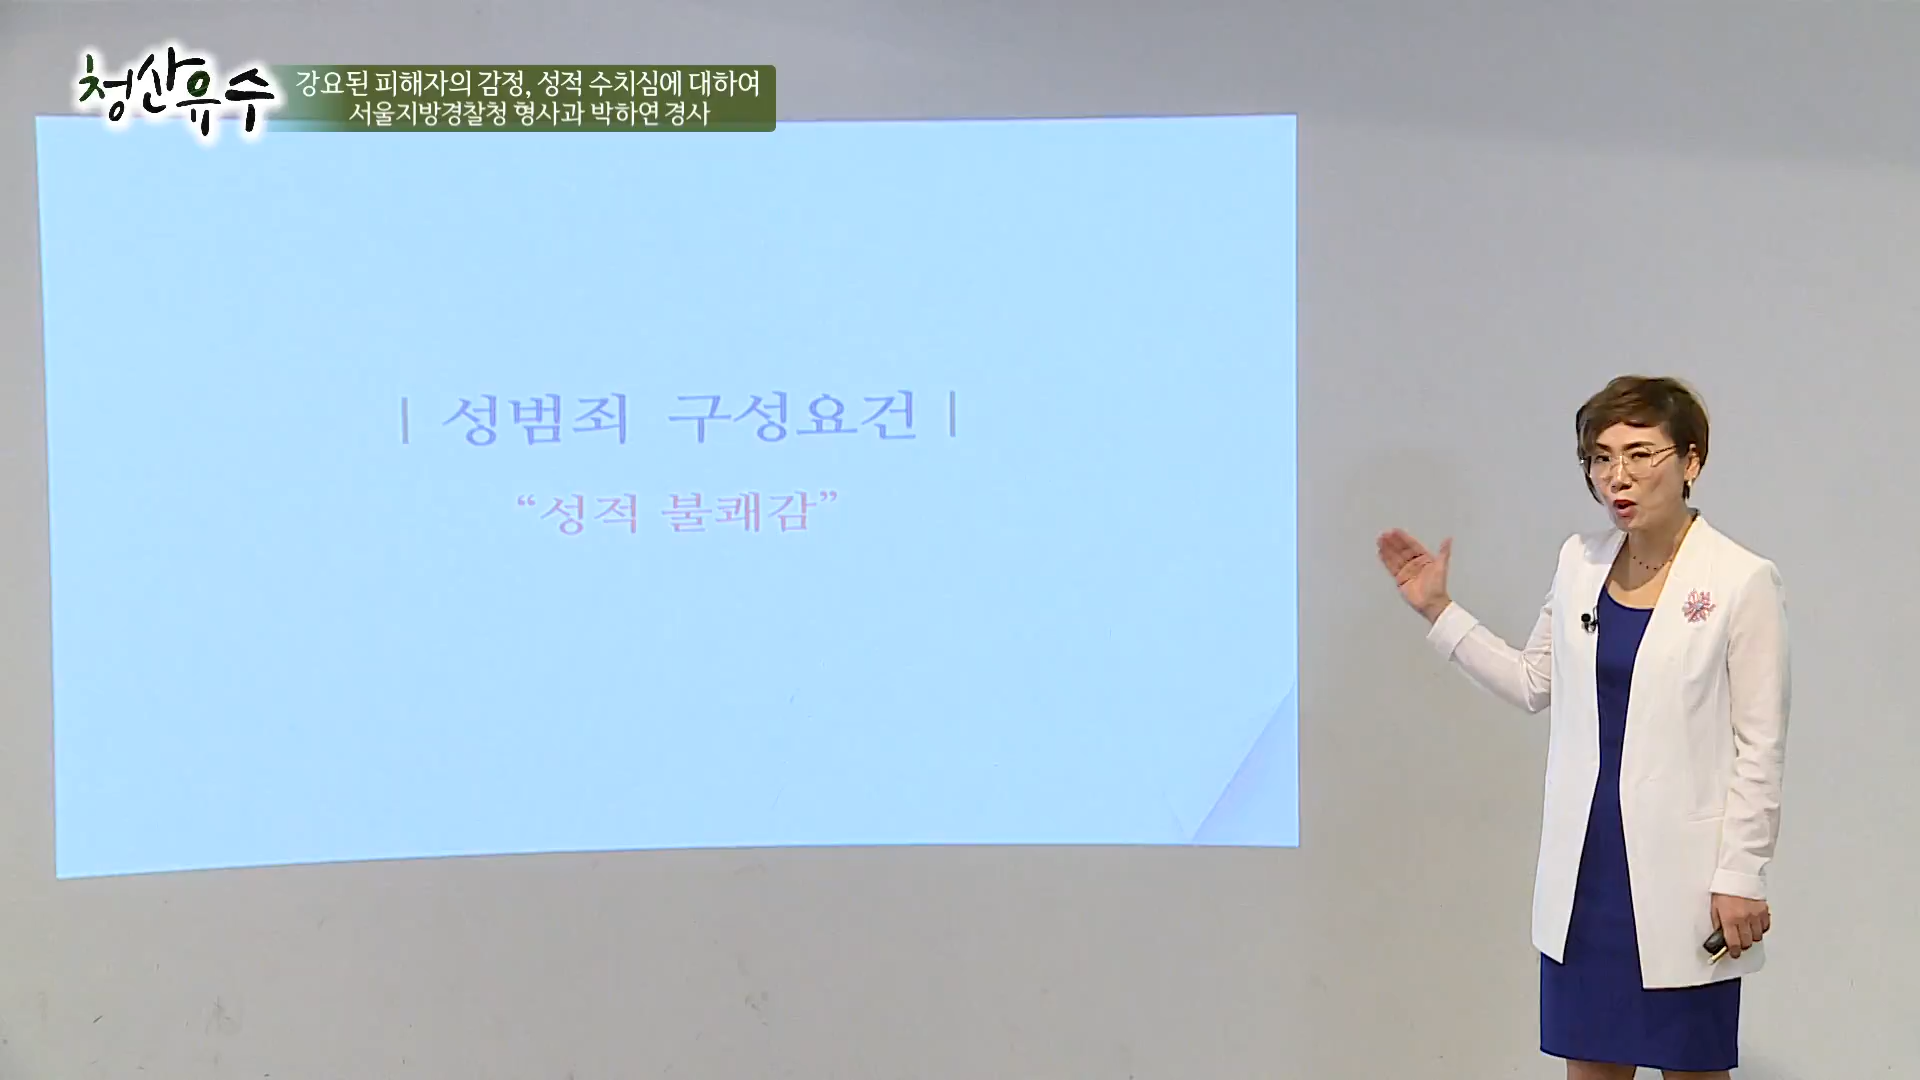 청산유수
강요된 피해자의 감정, 성적 수치심에 대하여
서울지방경찰청 형사과 박하연 경사
| 성범죄 구성요건 |
“성적 불쾌감”